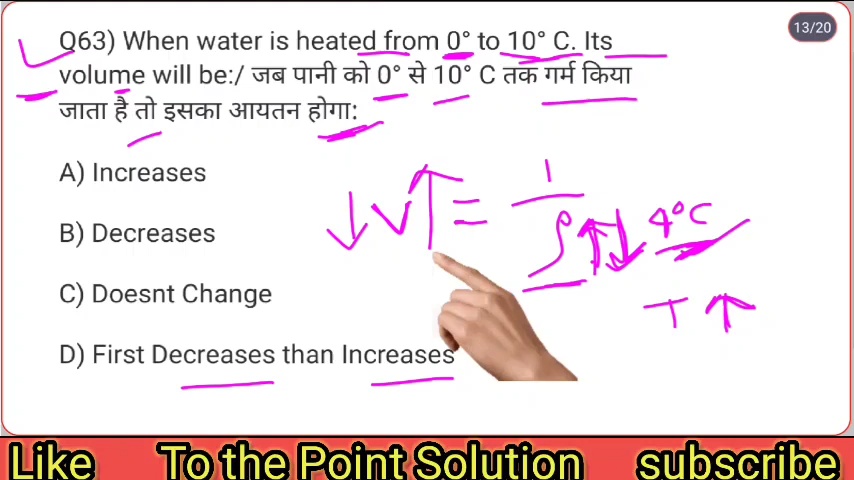 13/20
Q63) When water is heated from 0° to 10° C. Its
volume will be:/ जब पानी को 0° से 10° C तक गर्म किया
जाता है तो इसका आयतन होगा:
A) Increases
B) Decreases
C) Doesnt Change
D) First Decreases than Increases
↓ V ↑ = 1/ρ ↑ ↓ 4°C
T ↑
Like To the Point Solution subscribe